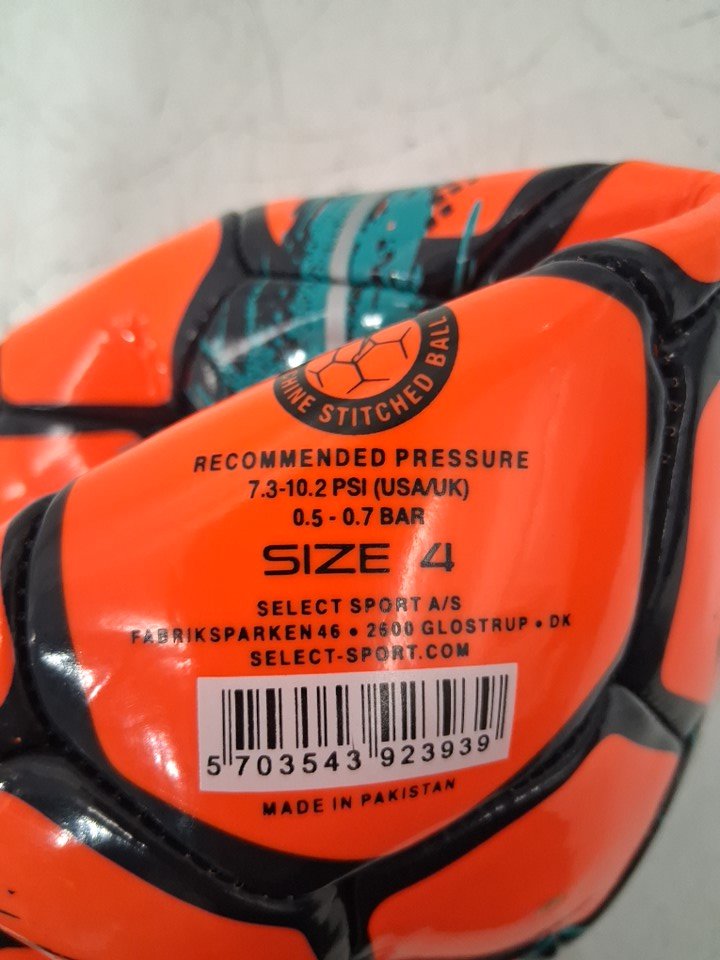 HINE STITCHED BALL
RECOMMENDED PRESSURE
7.3-10.2 PSI (USA/UK)
0.5 - 0.7 BAR
SIZE 4
SELECT SPORT A/S
FABRIKSPARKEN 46 • 2600 GLOSTRUP • DK
SELECT-SPORT.COM
5 703543 923939
MADE IN PAKISTAN